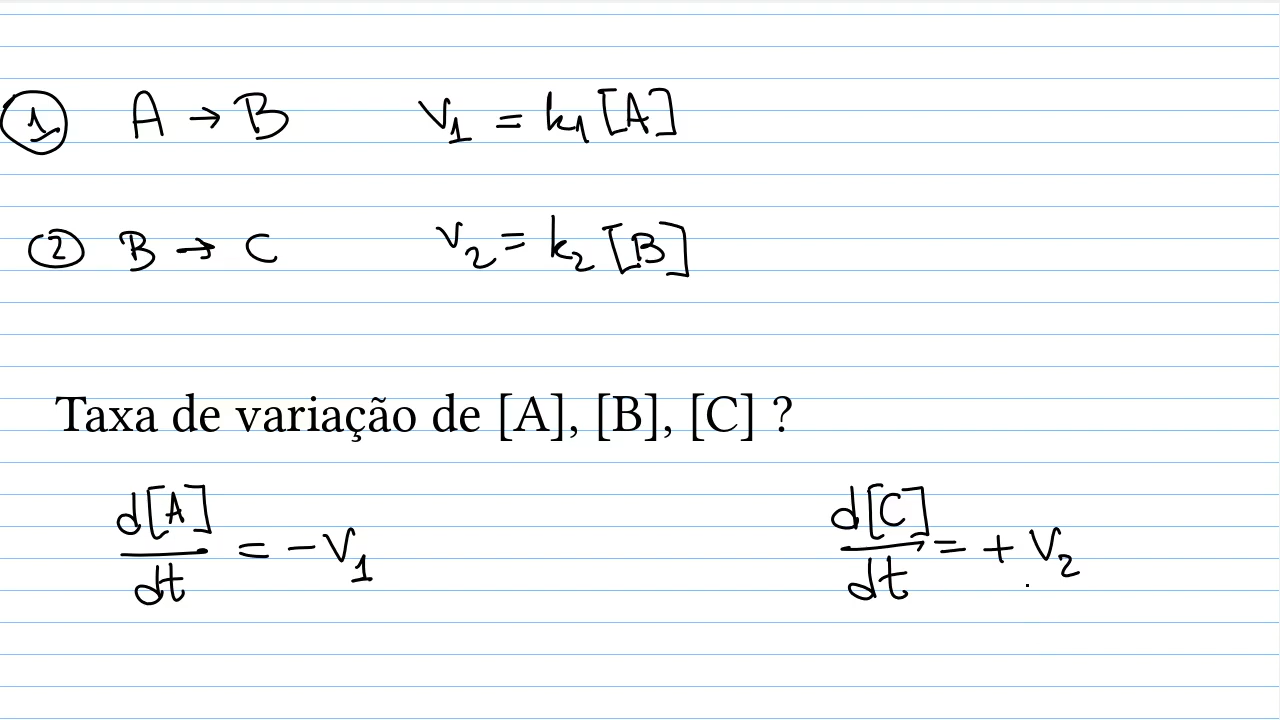 ① A → B V₁ = k₁[A]
② B → C V₂ = k₂[B]
Taxa de variação de [A], [B], [C] ?
d[A]/dt = -V₁ d[C]/dt = + V₂